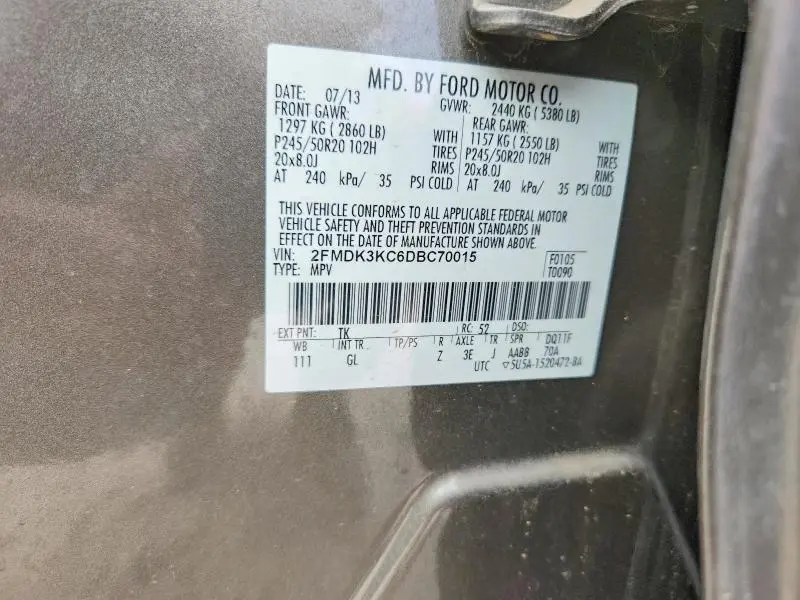 MFD. BY FORD MOTOR CO.
DATE: 07/13 GVWR: 2440 KG ( 5380 LB)
FRONT GAWR: REAR GAWR:
1297 KG ( 2860 LB) WITH 1157 KG ( 2550 LB) WITH
P245/50R20 102H TIRES P245/50R20 102H TIRES
20x8.0J RIMS 20x8.0J RIMS
AT 240 kPa/ 35 PSI COLD AT 240 kPa/ 35 PSI COLD
THIS VEHICLE CONFORMS TO ALL APPLICABLE FEDERAL MOTOR
VEHICLE SAFETY AND THEFT PREVENTION STANDARDS IN
EFFECT ON THE DATE OF MANUFACTURE SHOWN ABOVE.
VIN: 2FMDK3KC6DBC70015 F0105
TYPE: MPV T0090
EXT PNT: TK RC: 52 DSO:
WB INT TR TP/PS R AXLE TR SPR DQ11F
111 GL Z 3E J AABB 70A
UTC ▽5U5A-1520472-BA